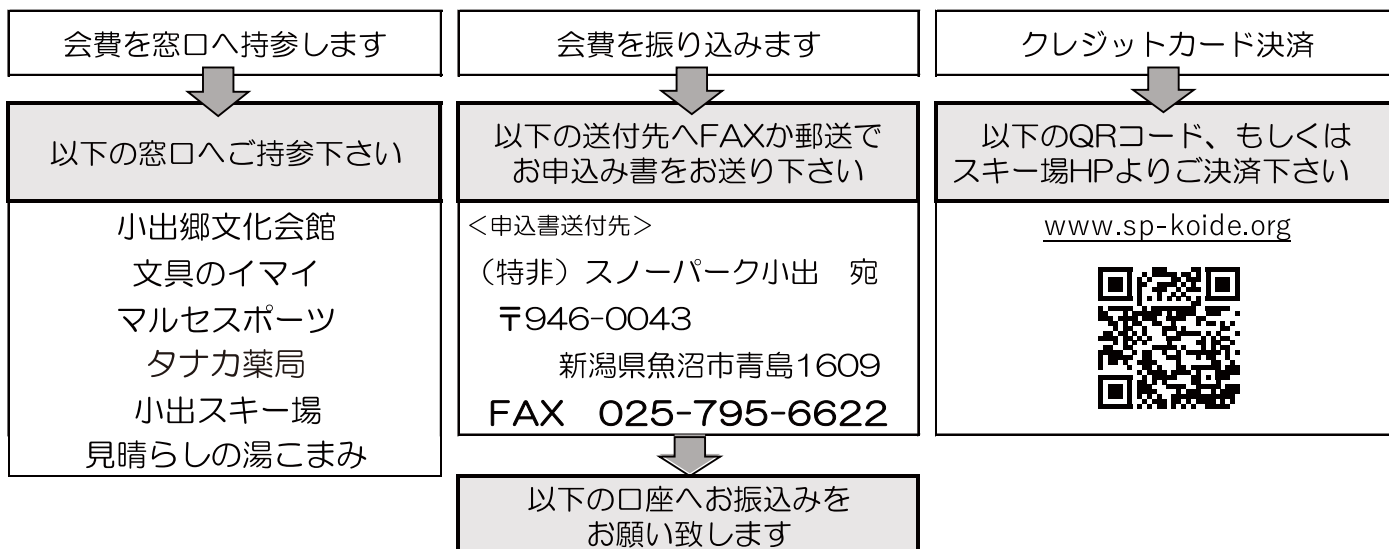 会費を窓口へ持参します
以下の窓口へご持参下さい
小出郷文化会館
文具のイマイ
マルセスポーツ
タナカ薬局
小出スキー場
見晴らしの湯こまみ
会費を振り込みます
以下の送付先へFAXか郵送で
お申込み書をお送り下さい
＜申込書送付先＞
（特非）スノーパーク小出　宛
〒946-0043
新潟県魚沼市青島1609
FAX　025-795-6622
以下の口座へお振込みを
お願い致します
クレジットカード決済
以下のQRコード、もしくは
スキー場HPよりご決済下さい
www.sp-koide.org